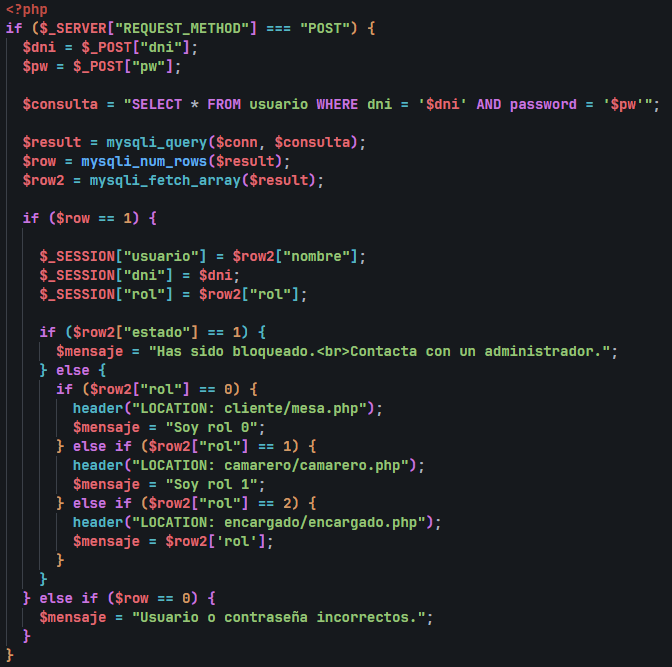 <?php
if ($_SERVER["REQUEST_METHOD"] === "POST") {
  $dni = $_POST["dni"];
  $pw = $_POST["pw"];

  $consulta = "SELECT * FROM usuario WHERE dni = '$dni' AND password = '$pw'";

  $result = mysqli_query($conn, $consulta);
  $row = mysqli_num_rows($result);
  $row2 = mysqli_fetch_array($result);

  if ($row == 1) {

    $_SESSION["usuario"] = $row2["nombre"];
    $_SESSION["dni"] = $dni;
    $_SESSION["rol"] = $row2["rol"];

    if ($row2["estado"] == 1) {
      $mensaje = "Has sido bloqueado.<br>Contacta con un administrador.";
    } else {
      if ($row2["rol"] == 0) {
        header("LOCATION: cliente/mesa.php");
        $mensaje = "Soy rol 0";
      } else if ($row2["rol"] == 1) {
        header("LOCATION: camarero/camarero.php");
        $mensaje = "Soy rol 1";
      } else if ($row2["rol"] == 2) {
        header("LOCATION: encargado/encargado.php");
        $mensaje = $row2['rol'];
      }
    }
  } else if ($row == 0) {
    $mensaje = "Usuario o contraseña incorrectos.";
  }
}